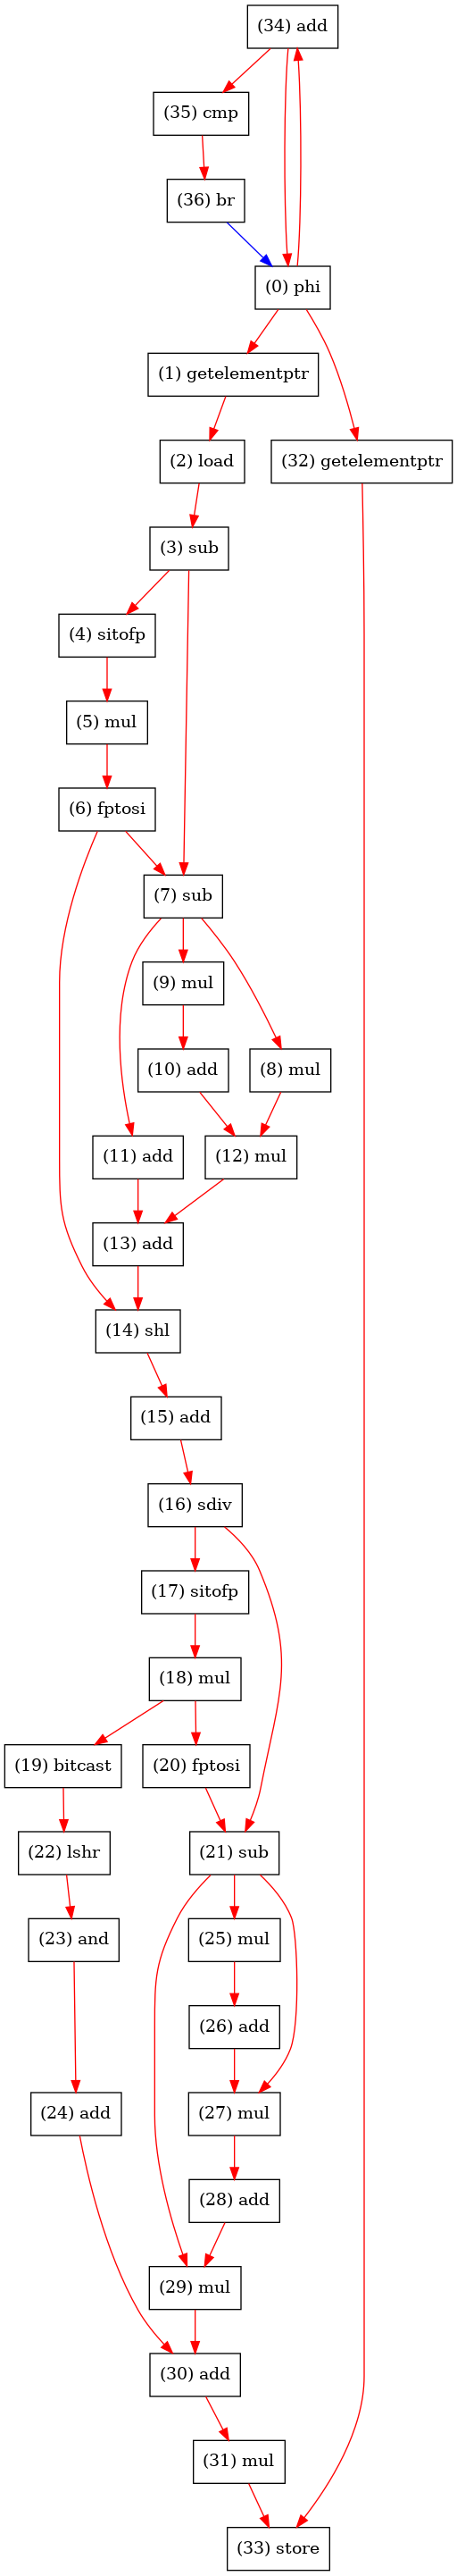 (34) add
(35) cmp
(36) br
(0) phi
(1) getelementptr
(2) load
(32) getelementptr
(3) sub
(4) sitofp
(5) mul
(6) fptosi
(7) sub
(9) mul
(10) add
(8) mul
(11) add
(12) mul
(13) add
(14) shl
(15) add
(16) sdiv
(17) sitofp
(18) mul
(19) bitcast
(20) fptosi
(22) lshr
(21) sub
(23) and
(25) mul
(26) add
(24) add
(27) mul
(28) add
(29) mul
(30) add
(31) mul
(33) store